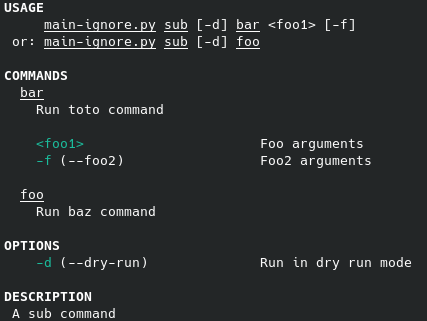 USAGE
main-ignore.py sub [-d] bar <foo1> [-f]
or: main-ignore.py sub [-d] foo
COMMANDS
bar
Run toto command
<foo1> Foo arguments
-f (--foo2) Foo2 arguments
foo
Run baz command
OPTIONS
-d (--dry-run) Run in dry run mode
DESCRIPTION
A sub command